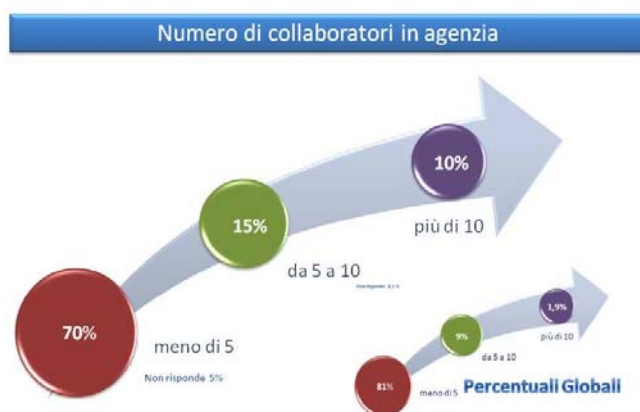 Numero di collaboratori in agenzia
10%
15%
più di 10
da 5 a 10
70%
meno di 5
Non risponde 5%
1,9%
9%
più di 10
da 5 a 10
81%
meno di 5
Percentuali Globali